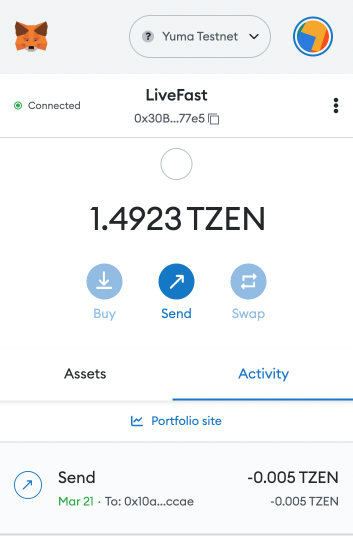 ? Yuma Testnet
Connected
LiveFast
0x30B...77e5
1.4923 TZEN
Buy Send Swap
Assets Activity
Portfolio site
Send -0.005 TZEN
Mar 21 · To: 0x10a...ccae -0.005 TZEN